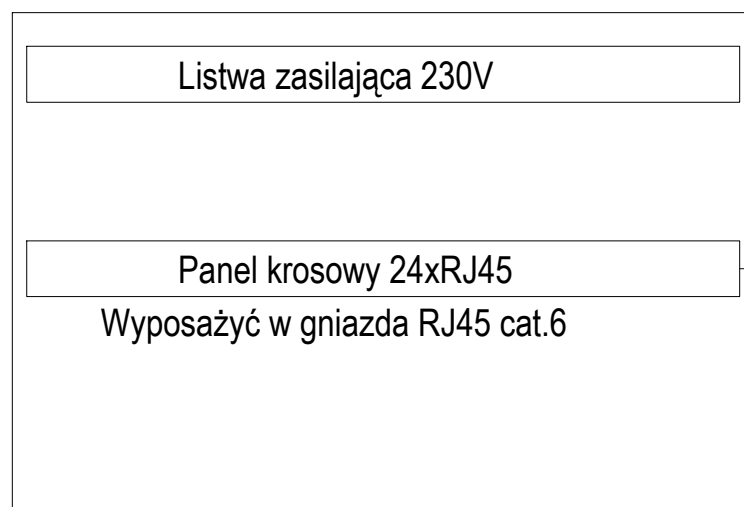 Listwa zasilająca 230V
Panel krosowy 24xRJ45
Wyposażyć w gniazda RJ45 cat.6